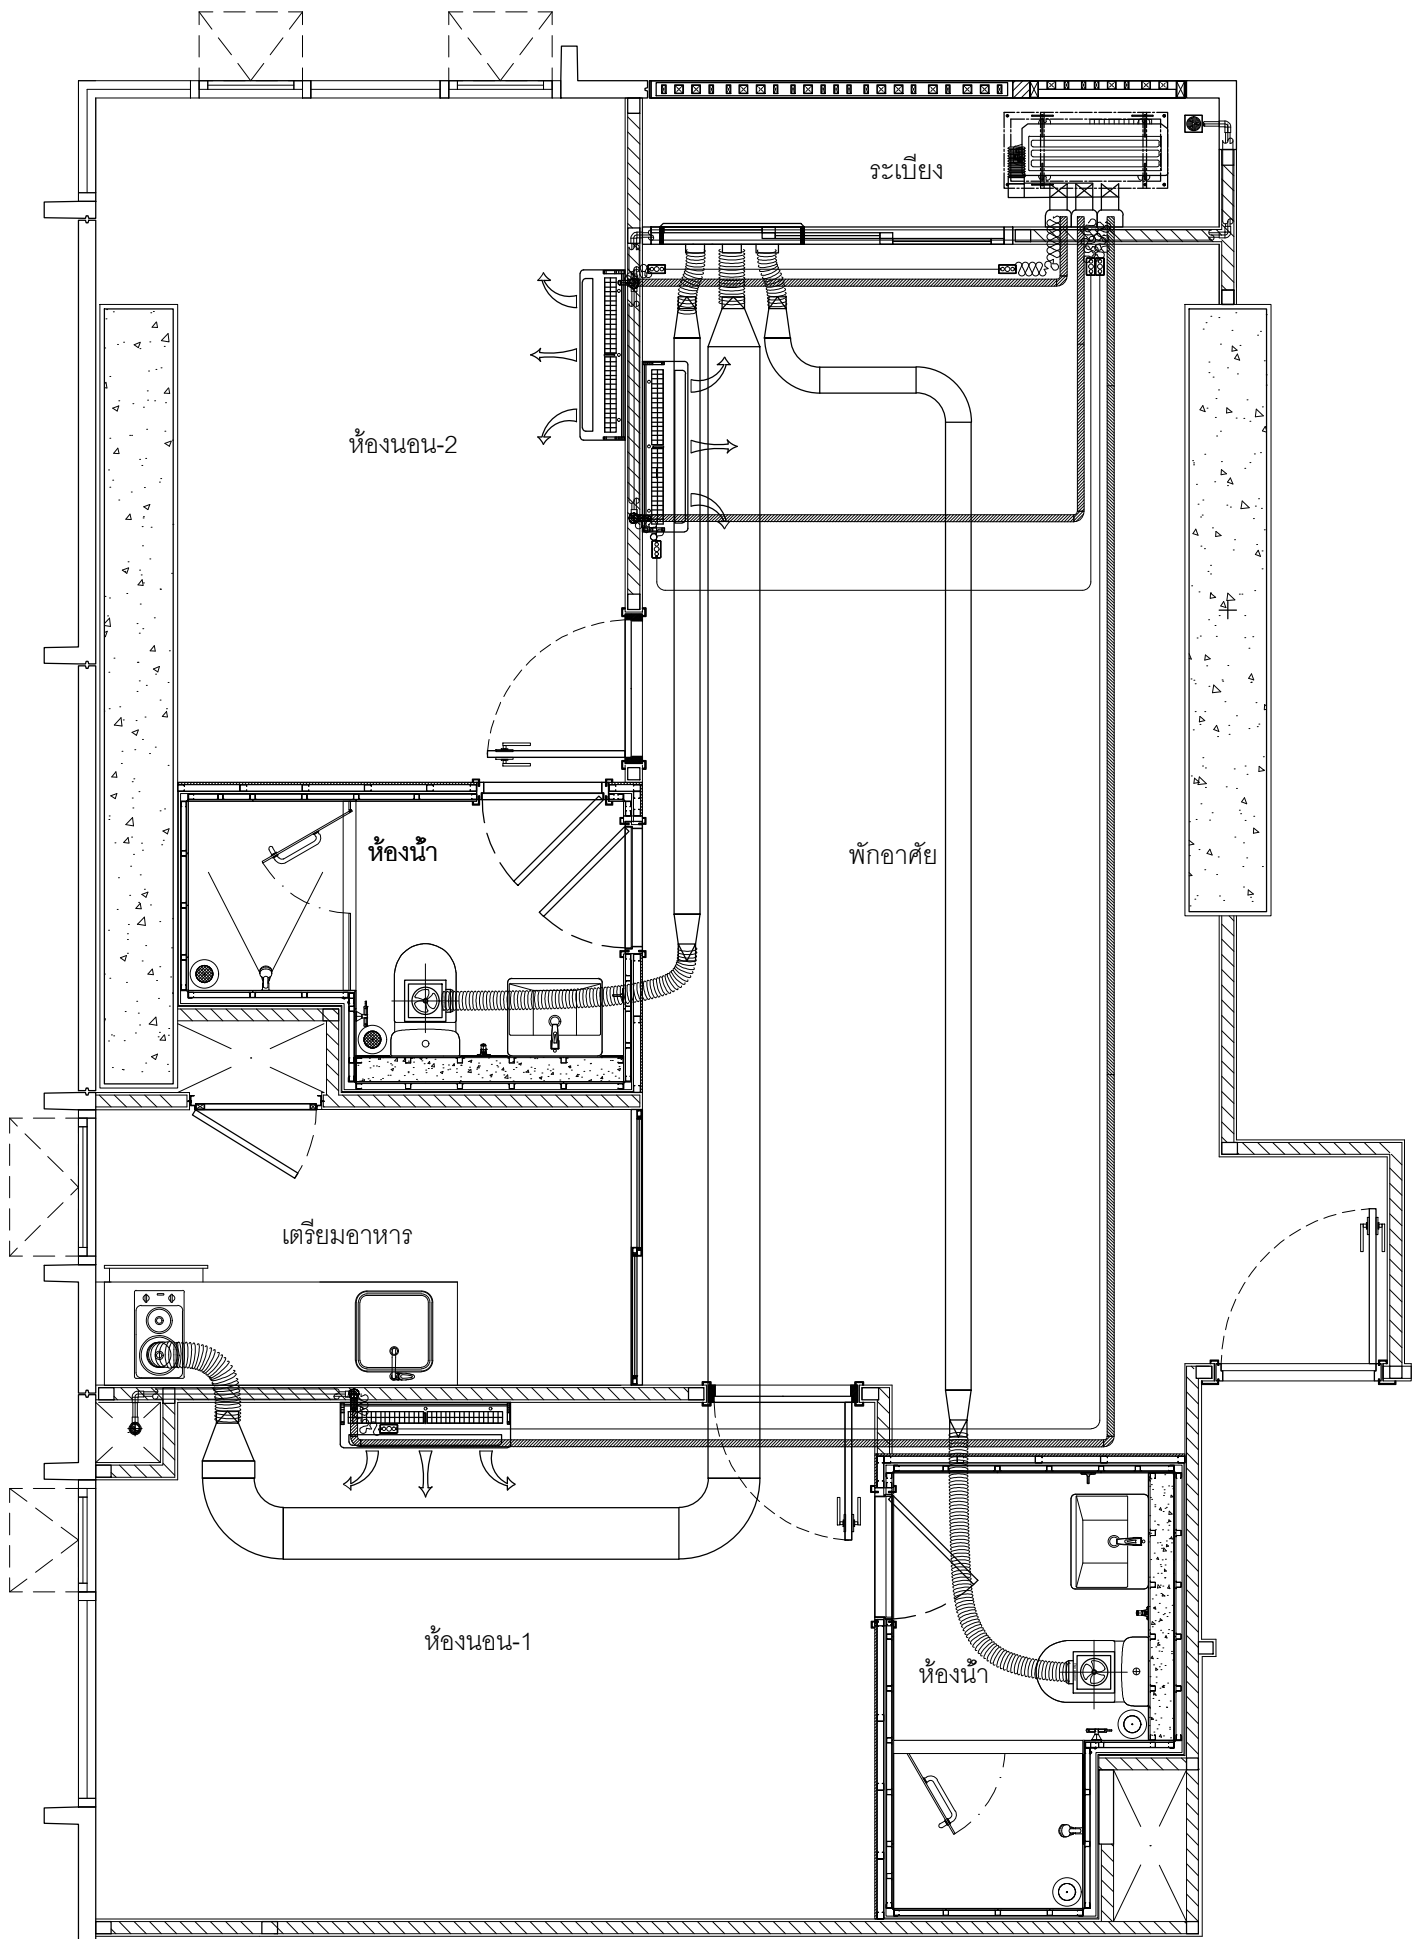 ระเบียง
ห้องนอน-2
ห้องน้ำ
พักอาศัย
เตรียมอาหาร
ห้องนอน-1
ห้องน้ำ